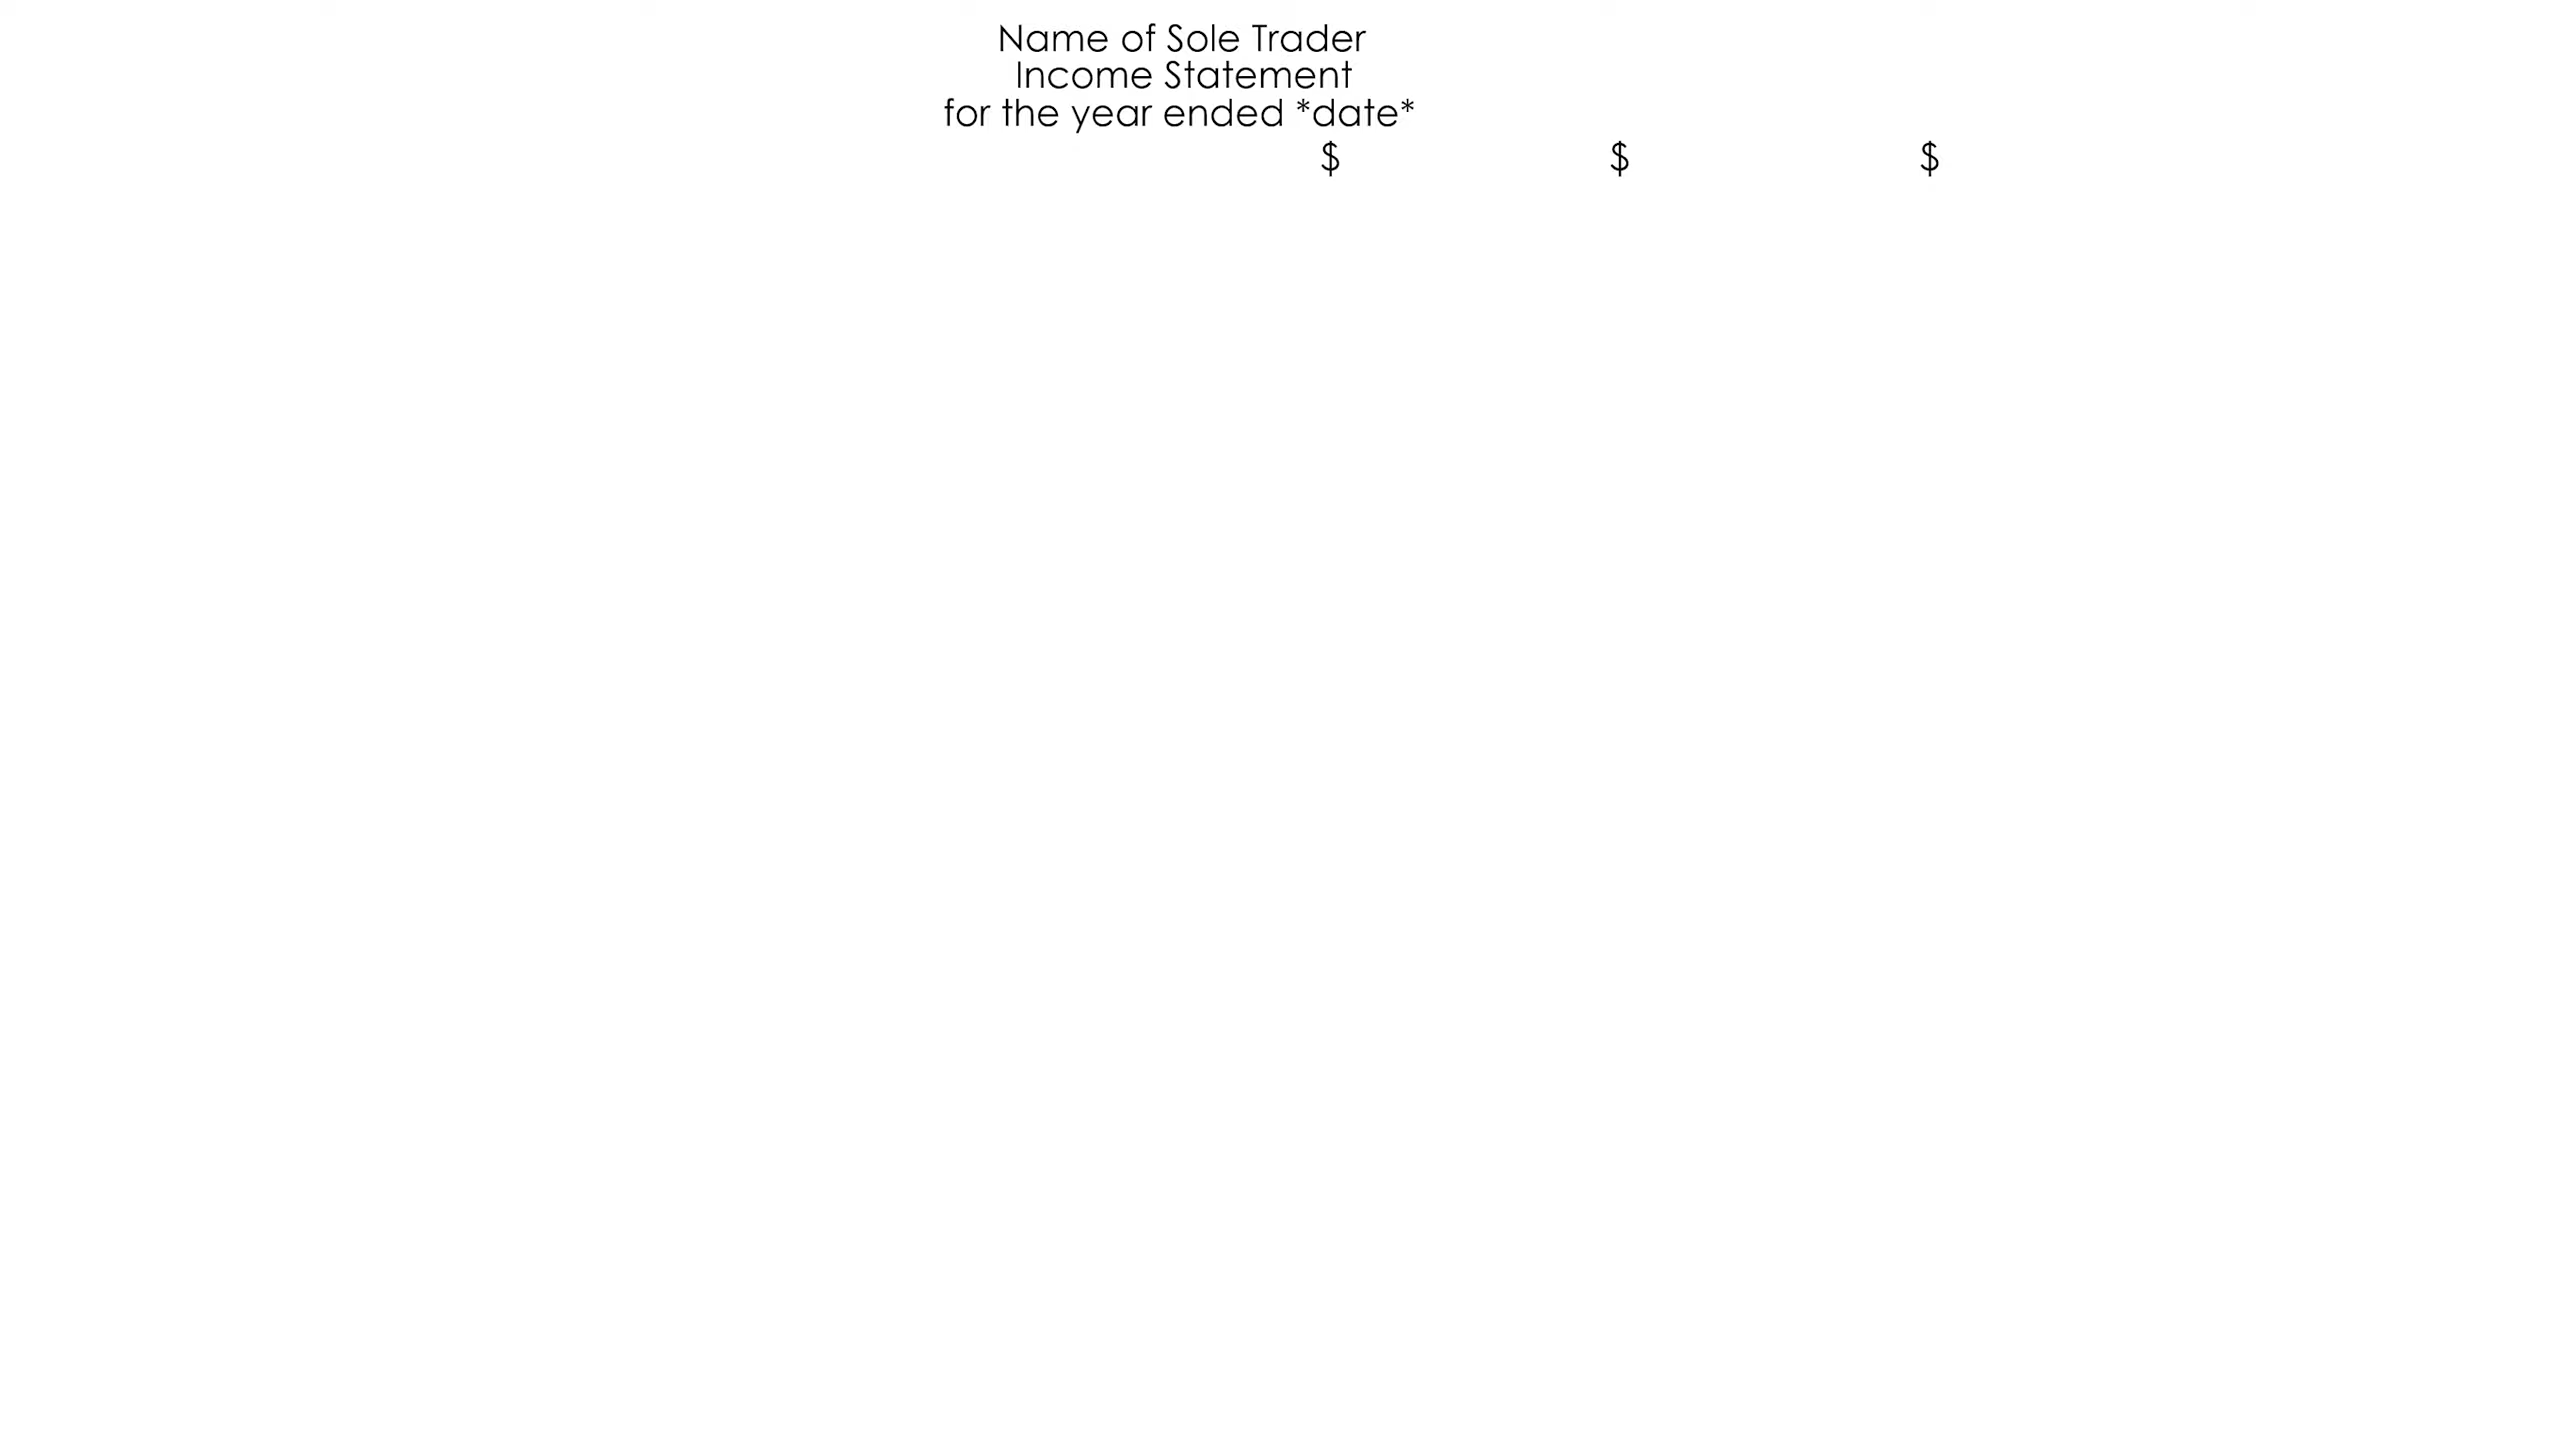 Name of Sole Trader
Income Statement
for the year ended *date*
$ $ $